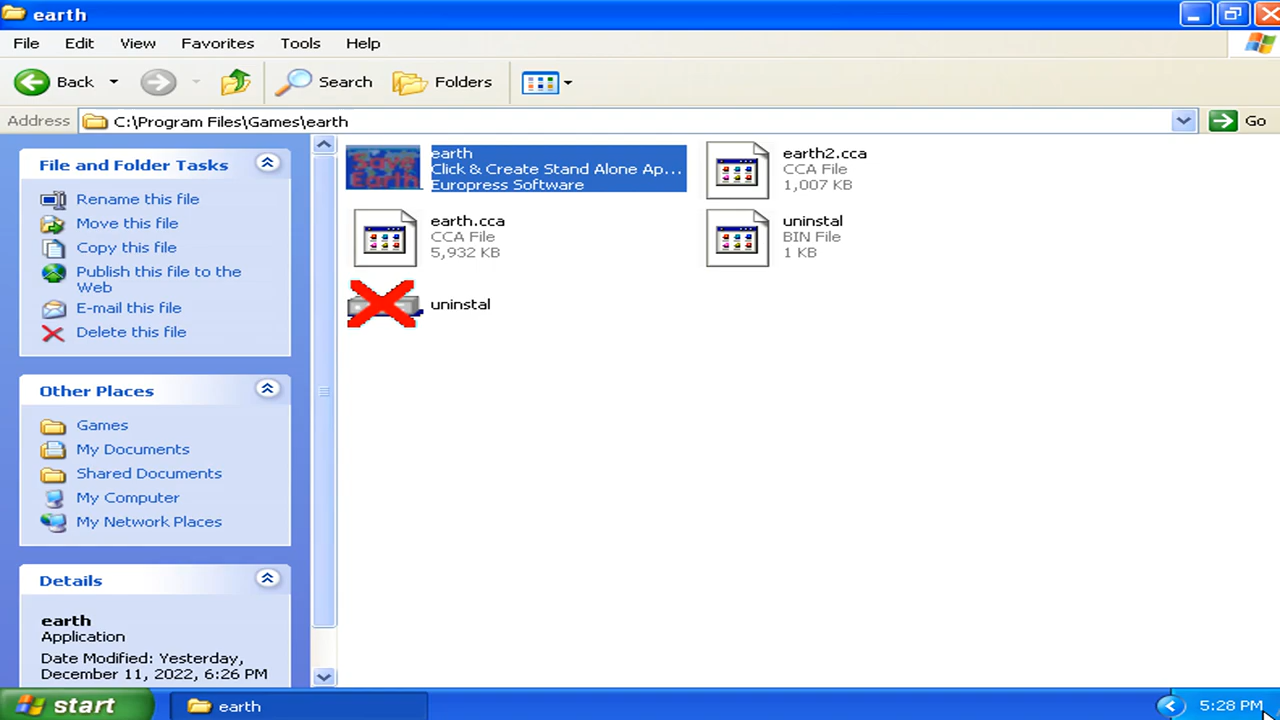 earth
File Edit View Favorites Tools Help
Back Search Folders
Address C:\Program Files\Games\earth Go
File and Folder Tasks
Rename this file
Move this file
Copy this file
Publish this file to the
Web
E-mail this file
Delete this file
Other Places
Games
My Documents
Shared Documents
My Computer
My Network Places
Details
earth
Application
Date Modified: Yesterday,
December 11, 2022, 6:26 PM
Save
Earth
earth
Click & Create Stand Alone Ap...
Europress Software
earth2.cca
CCA File
1,007 KB
earth.cca
CCA File
5,932 KB
uninstal
BIN File
1 KB
uninstal
start earth 5:28 PM